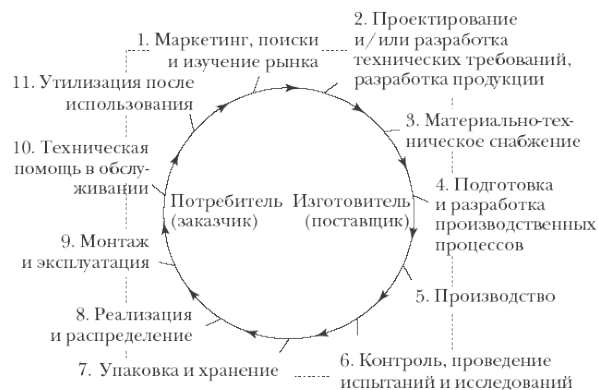 1. Маркетинг, поиски
и изучение рынка
2. Проектирование
и/или разработка
технических требований,
разработка продукции
3. Материально-тех-
ническое снабжение
4. Подготовка
и разработка
производственных
процессов
5. Производство
6. Контроль, проведение
испытаний и исследований
7. Упаковка и хранение
8. Реализация
и распределение
9. Монтаж
и эксплуатация
10. Техническая
помощь в обслу-
живании
11. Утилизация после
использования
Потребитель
(заказчик)
Изготовитель
(поставщик)